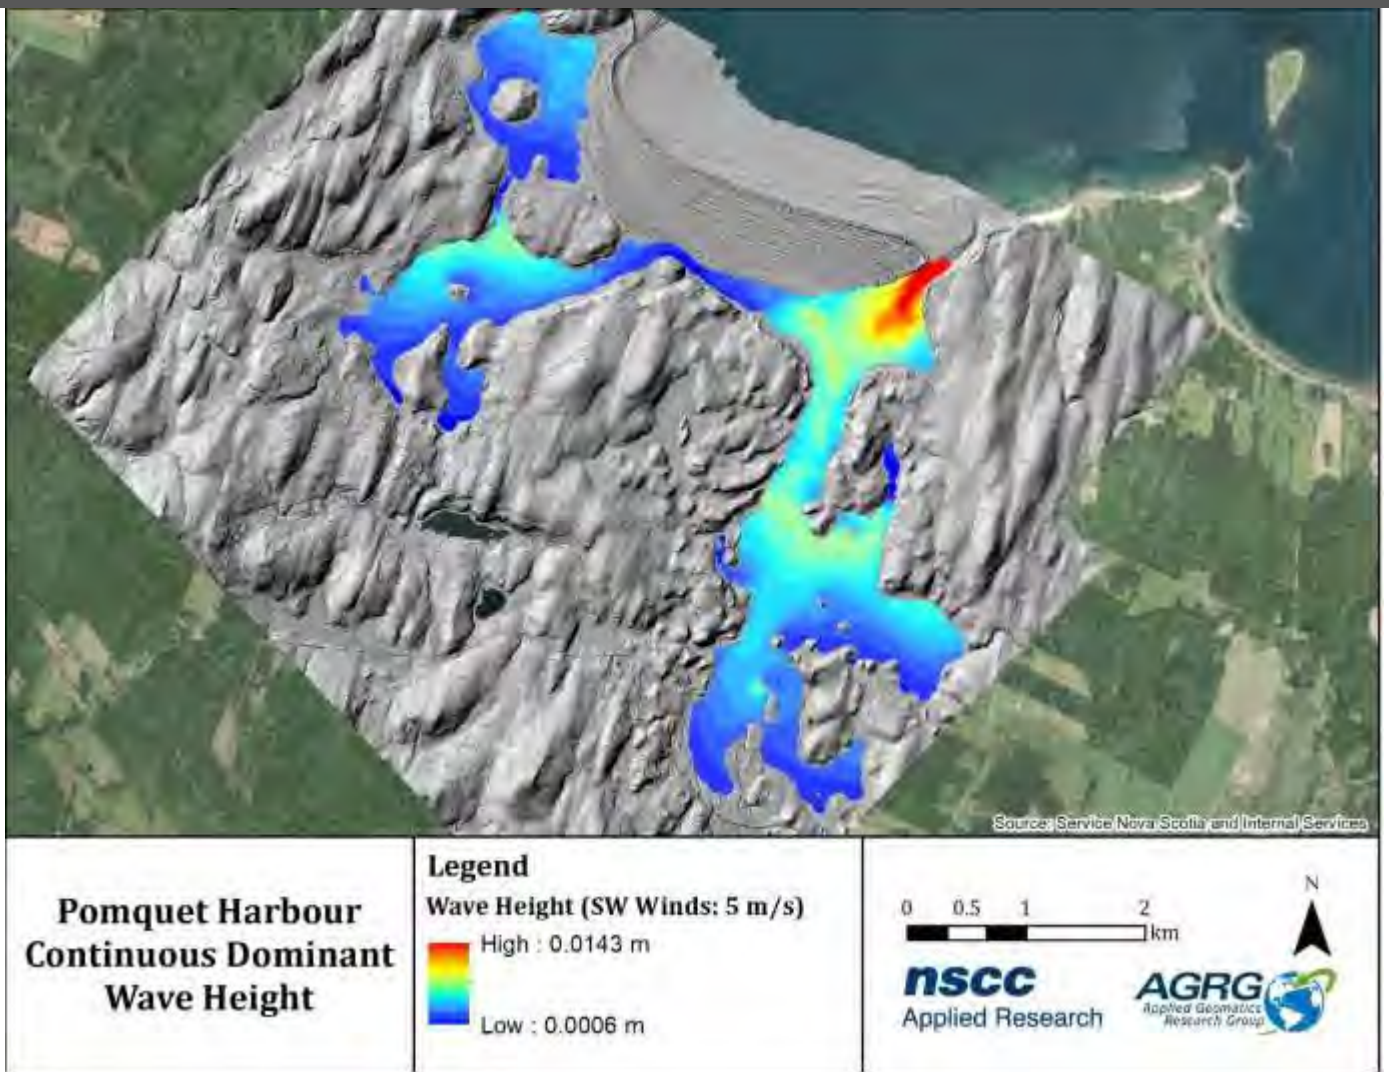 Source: Service Nova Scotia and Internal Services
Pomquet Harbour
Continuous Dominant
Wave Height
Legend
Wave Height (SW Winds: 5 m/s)
High : 0.0143 m
Low : 0.0006 m
0 0.5 1 2
km
N
nscc
Applied Research
AGRG
Applied Geomatics
Research Group